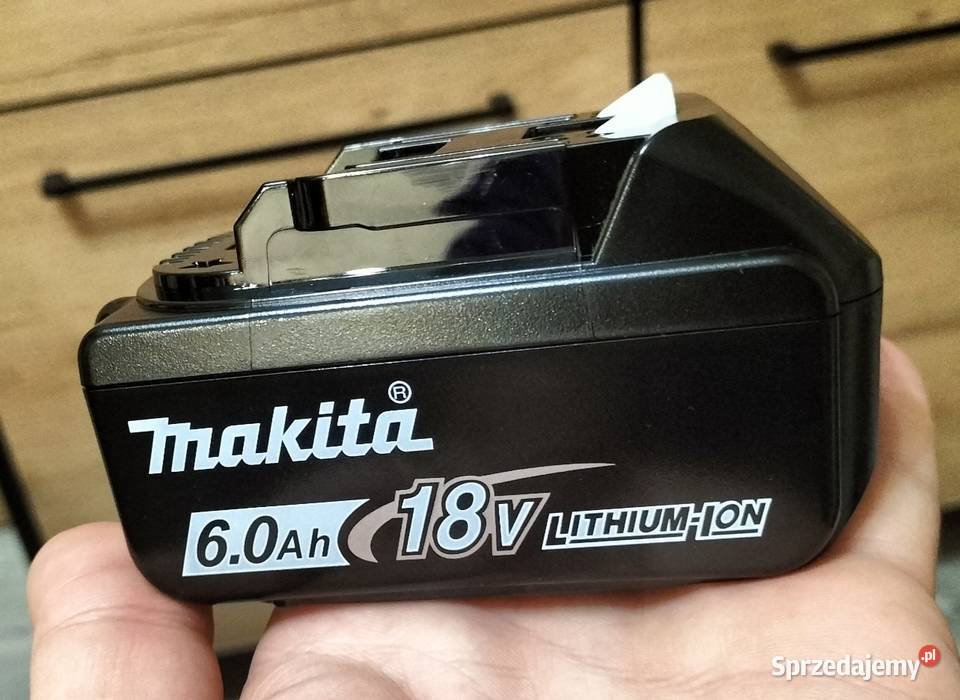 makita®
6.0Ah 18V LITHIUM-ION
Sprzedajemy.pl